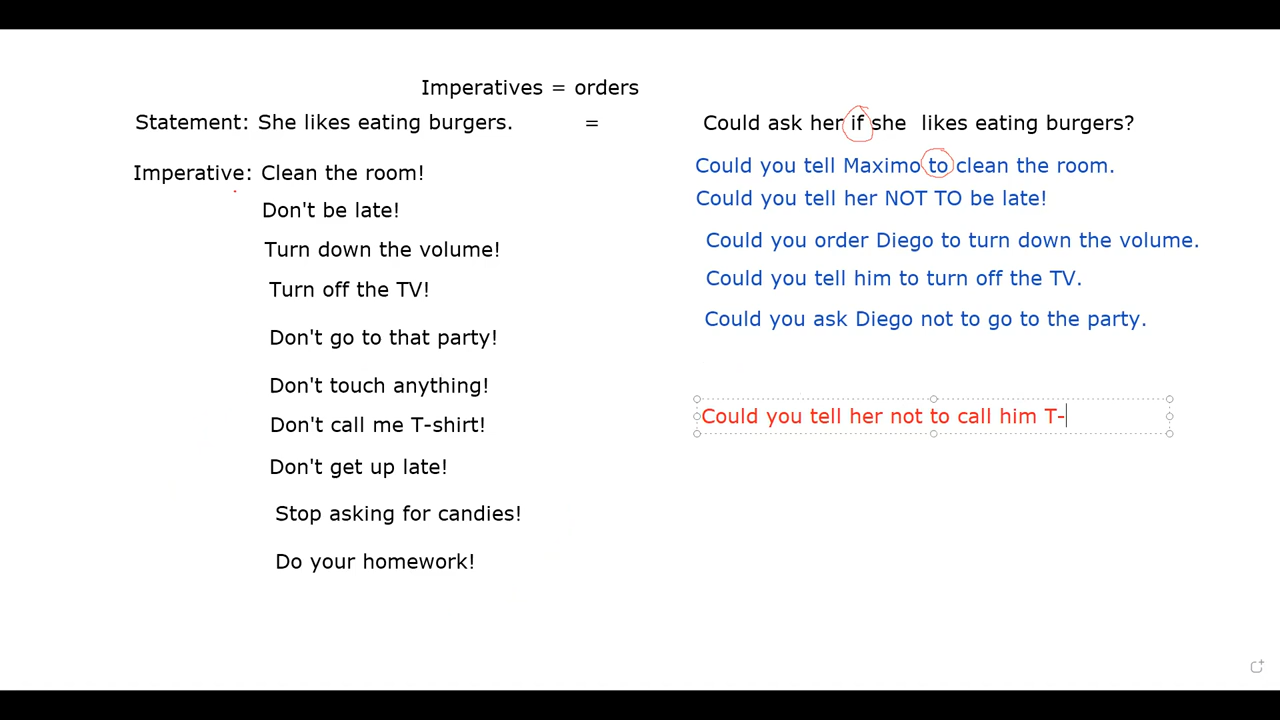 Imperatives = orders
Statement: She likes eating burgers. = Could ask her if she likes eating burgers?
Imperative: Clean the room! Could you tell Maximo to clean the room.
Don't be late! Could you tell her NOT TO be late!
Turn down the volume! Could you order Diego to turn down the volume.
Turn off the TV! Could you tell him to turn off the TV.
Don't go to that party! Could you ask Diego not to go to the party.
Don't touch anything!
Don't call me T-shirt! Could you tell her not to call him T-
Don't get up late!
Stop asking for candies!
Do your homework!